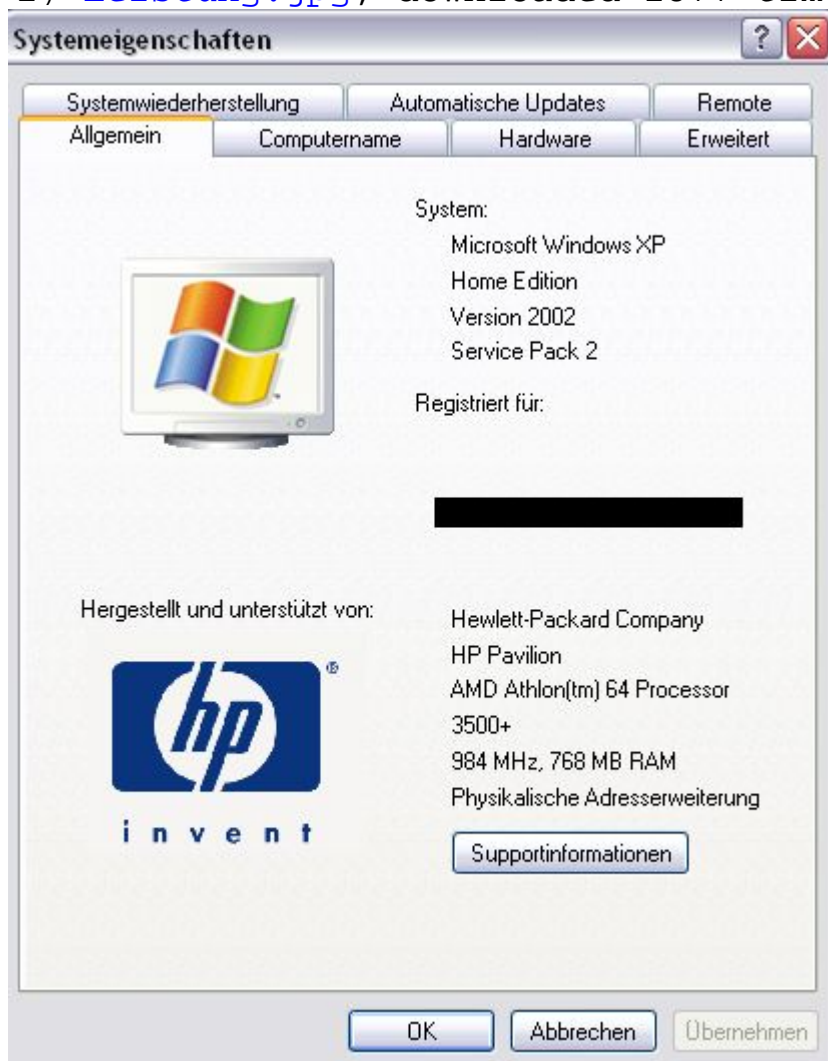 Systemeigenschaften
Systemwiederherstellung Automatische Updates Remote
Allgemein Computername Hardware Erweitert
System:
Microsoft Windows XP
Home Edition
Version 2002
Service Pack 2
Registriert für:
Hergestellt und unterstützt von:
Hewlett-Packard Company
HP Pavilion
AMD Athlon(tm) 64 Processor
3500+
984 MHz, 768 MB RAM
Physikalische Adresserweiterung
hp
®
invent
Supportinformationen
OK Abbrechen Übernehmen